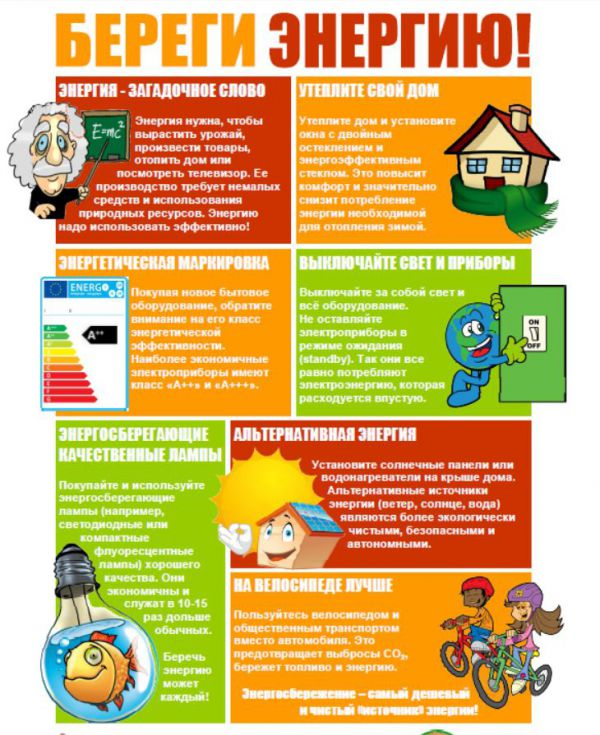 БЕРЕГИ ЭНЕРГИЮ!
ЭНЕРГИЯ - ЗАГАДОЧНОЕ СЛОВО
E=mc²
Энергия нужна, чтобы
вырастить урожай,
произвести товары,
отопить дом или
посмотреть телевизор. Ее
производство требует немалых
средств и использования
природных ресурсов. Энергию
надо использовать эффективно!
УТЕПЛИТЕ СВОЙ ДОМ
Утеплите дом и установите
окна с двойным
остеклением и
энергоэффективным
стеклом. Это повысит
комфорт и значительно
снизит потребление
энергии необходимой
для отопления зимой.
ЭНЕРГЕТИЧЕСКАЯ МАРКИРОВКА
ENERG
A++
Покупая новое бытовое
оборудование, обратите
внимание на его класс
энергетической
эффективности.
Наиболее экономичные
электроприборы имеют
класс «А++» и «А+++».
ВЫКЛЮЧАЙТЕ СВЕТ И ПРИБОРЫ
Выключайте за собой свет и
всё оборудование.
Не оставляйте
электроприборы в
режиме ожидания
(standby). Так они все
равно потребляют
электроэнергию, которая
расходуется впустую.
ON
OFF
ЭНЕРГОСБЕРЕГАЮЩИЕ
КАЧЕСТВЕННЫЕ ЛАМПЫ
Покупайте и используйте
энергосберегающие
лампы (например,
светодиодные или
компактные
флуоресцентные
лампы) хорошего
качества. Они
экономичны и
служат в 10-15
раз дольше
обычных.
Беречь
энергию
может
каждый!
АЛЬТЕРНАТИВНАЯ ЭНЕРГИЯ
Установите солнечные панели или
водонагреватели на крыше дома.
Альтернативные источники
энергии (ветер, солнце, вода)
являются более экологически
чистыми, безопасными и
автономными.
НА ВЕЛОСИПЕДЕ ЛУЧШЕ
Пользуйтесь велосипедом и
общественным транспортом
вместо автомобиля. Это
предотвращает выбросы CO₂,
бережет топливо и энергию.
Энергосбережение – самый дешевый
и чистый "источник" энергии!